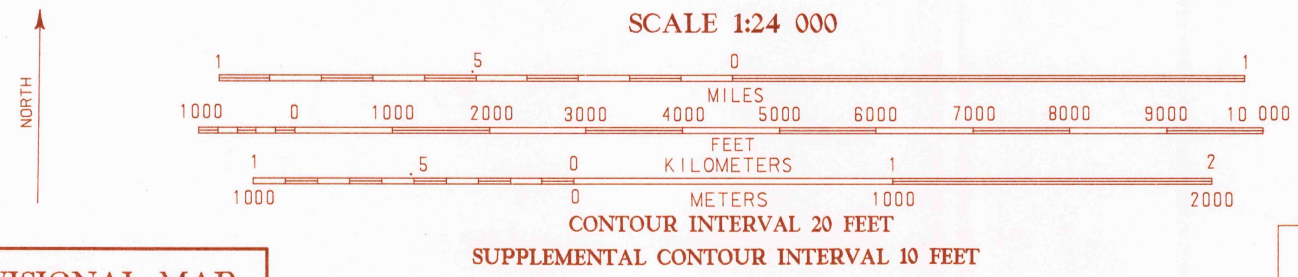 SCALE 1:24 000
NORTH
1 .5 0 1
MILES
1000 0 1000 2000 3000 4000 5000 6000 7000 8000 9000 10 000
FEET
1 .5 0 KILOMETERS 1 2
1000 0 METERS 1000 2000
CONTOUR INTERVAL 20 FEET
SUPPLEMENTAL CONTOUR INTERVAL 10 FEET
VISIONAL MAP